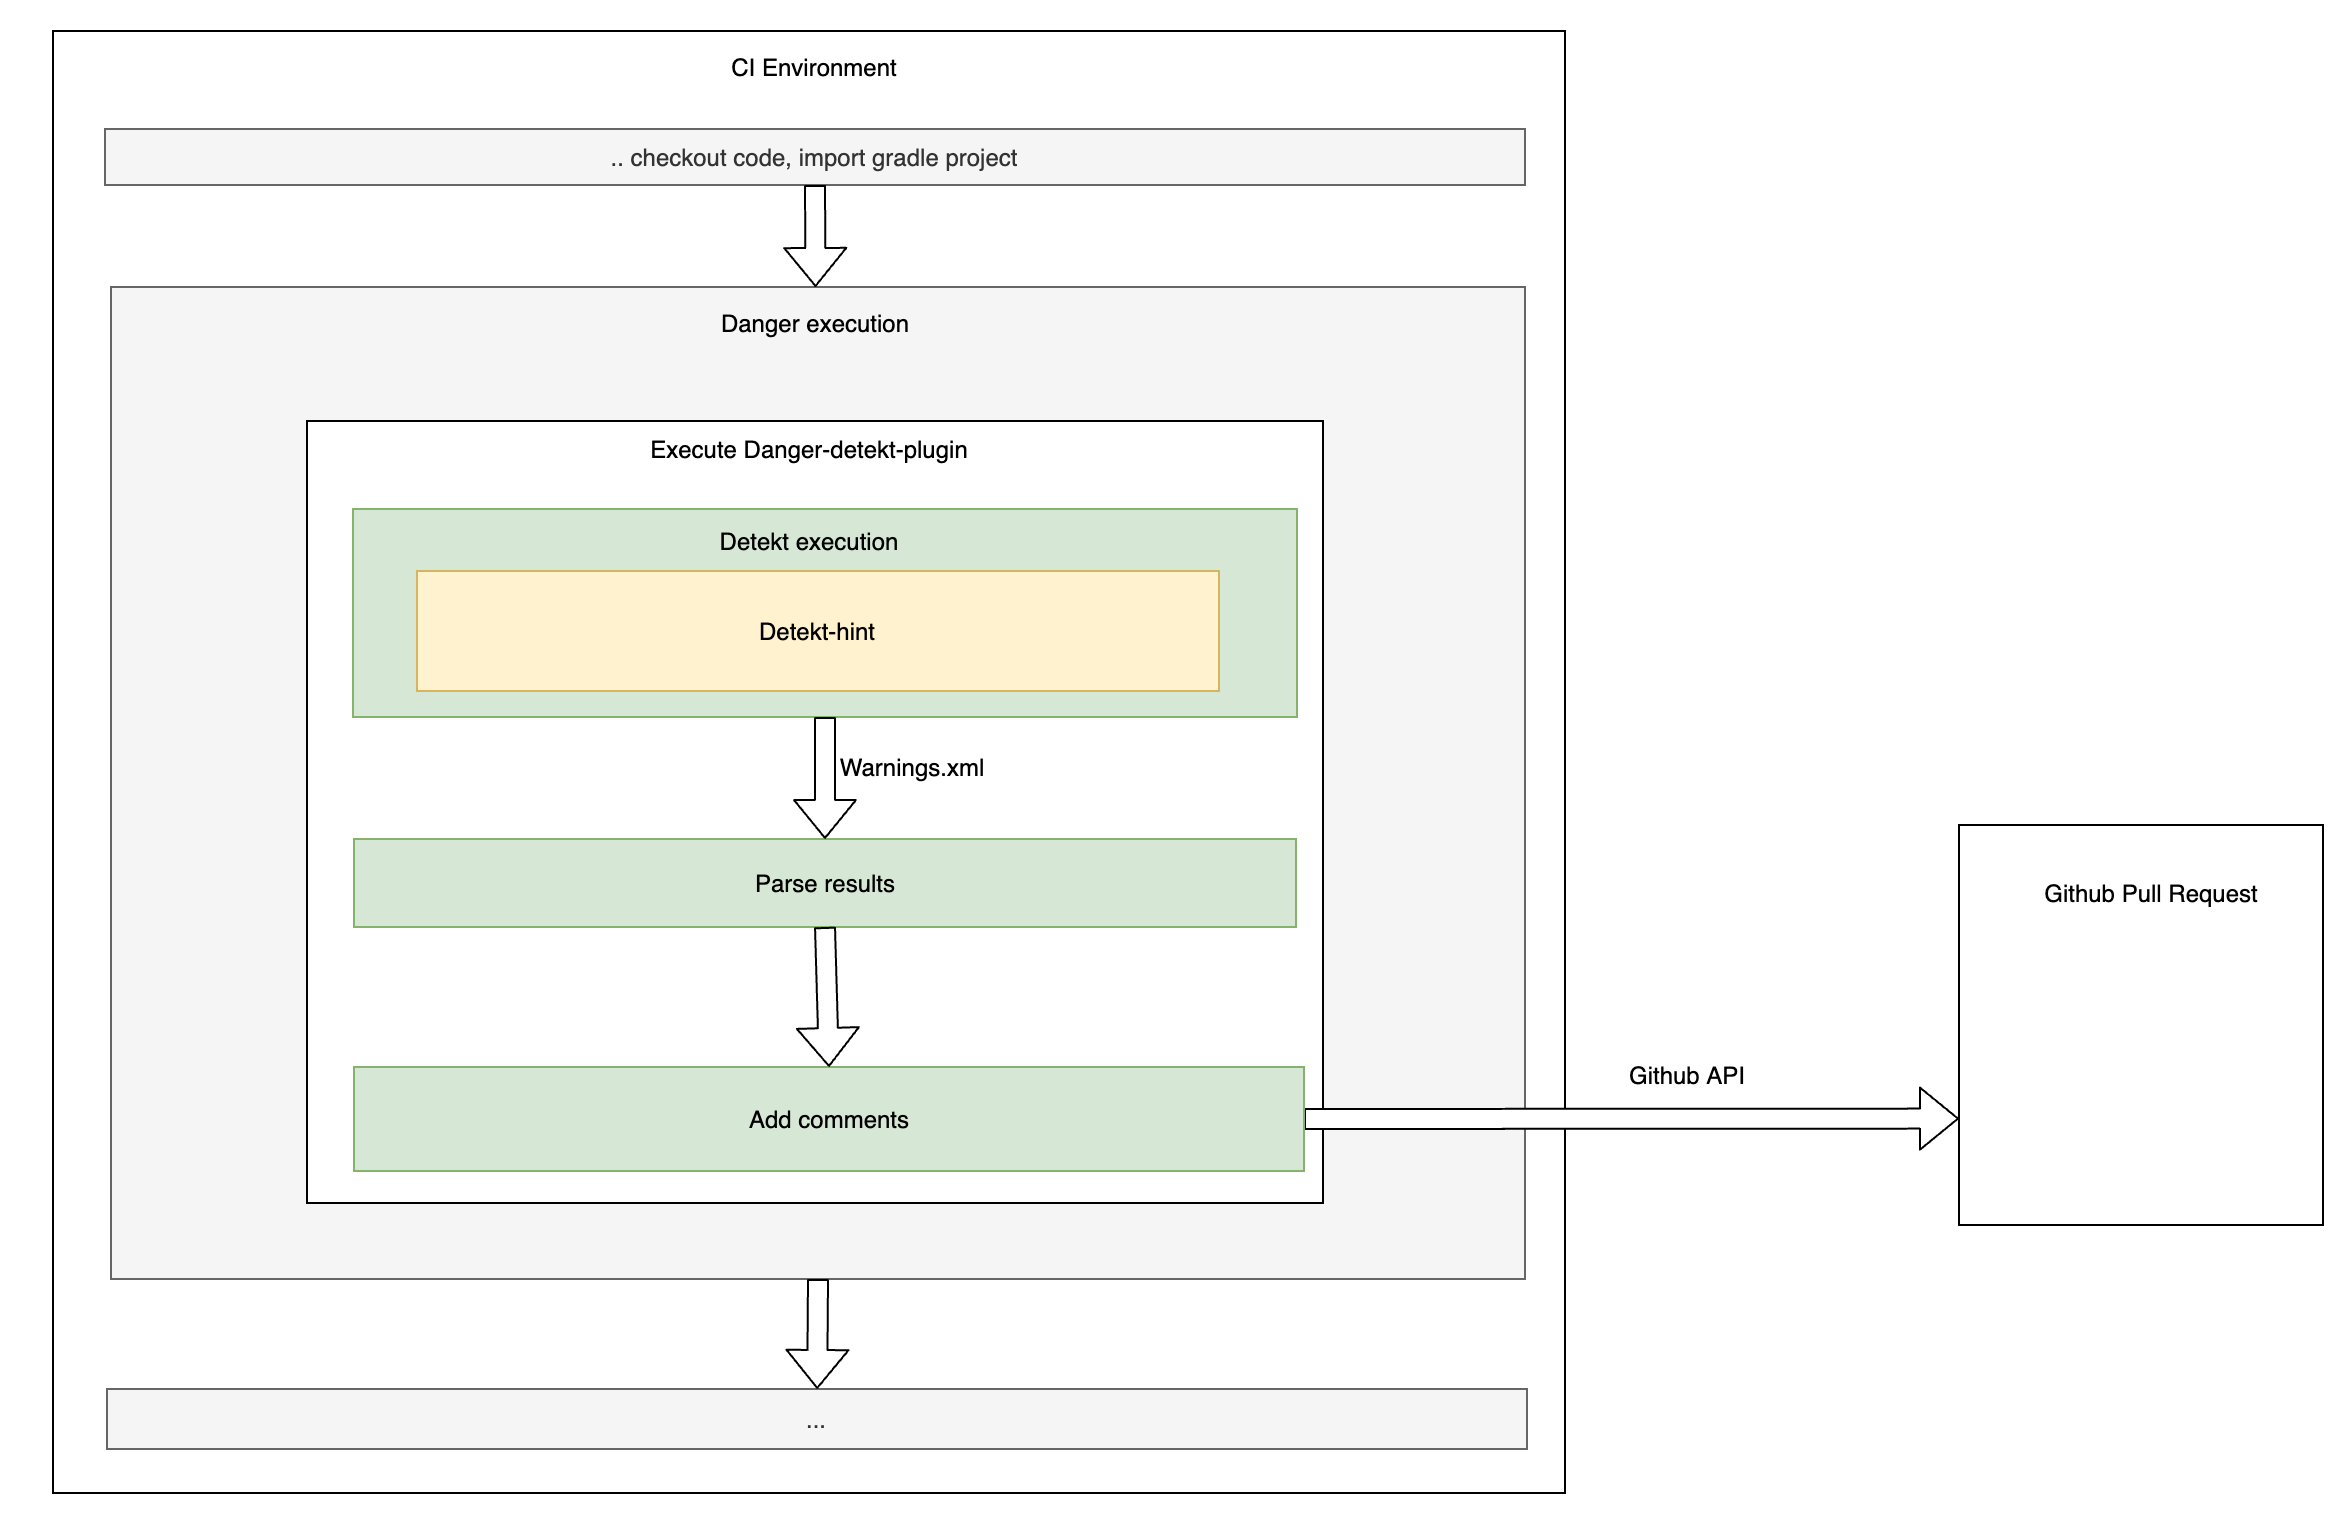 CI Environment
.. checkout code, import gradle project
Danger execution
Execute Danger-detekt-plugin
Detekt execution
Detekt-hint
Warnings.xml
Parse results
Github Pull Request
Github API
Add comments
...